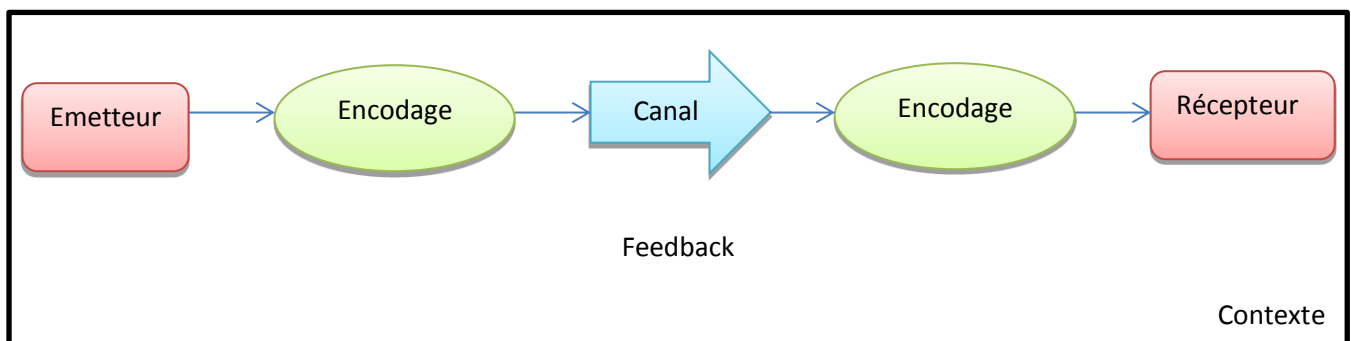 Emetteur
Encodage
Canal
Encodage
Récepteur
Feedback
Contexte